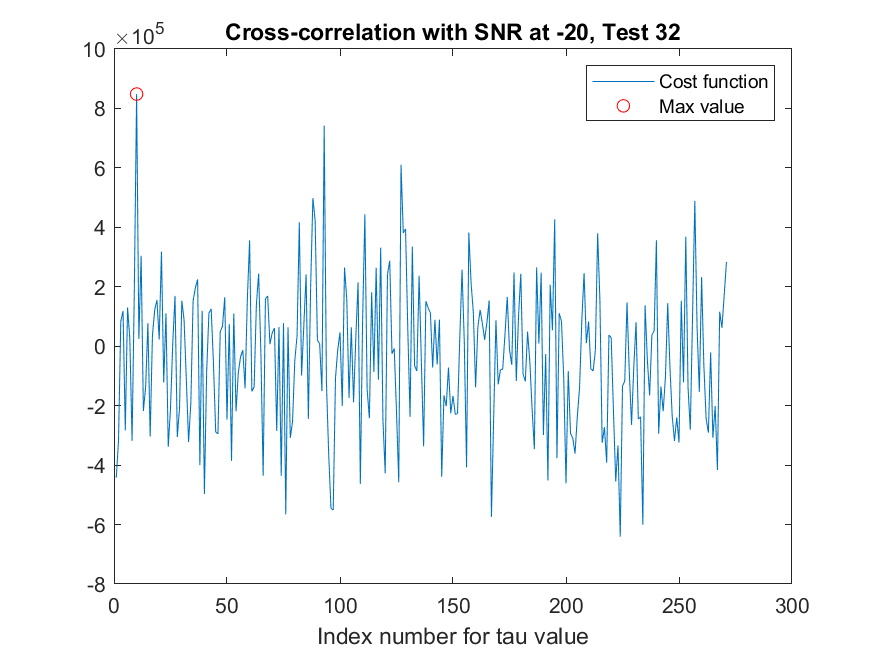 Cross-correlation with SNR at -20, Test 32
×10^5
10
8
6
4
2
0
-2
-4
-6
-8
Cost function
Max value
0 50 100 150 200 250 300
Index number for tau value